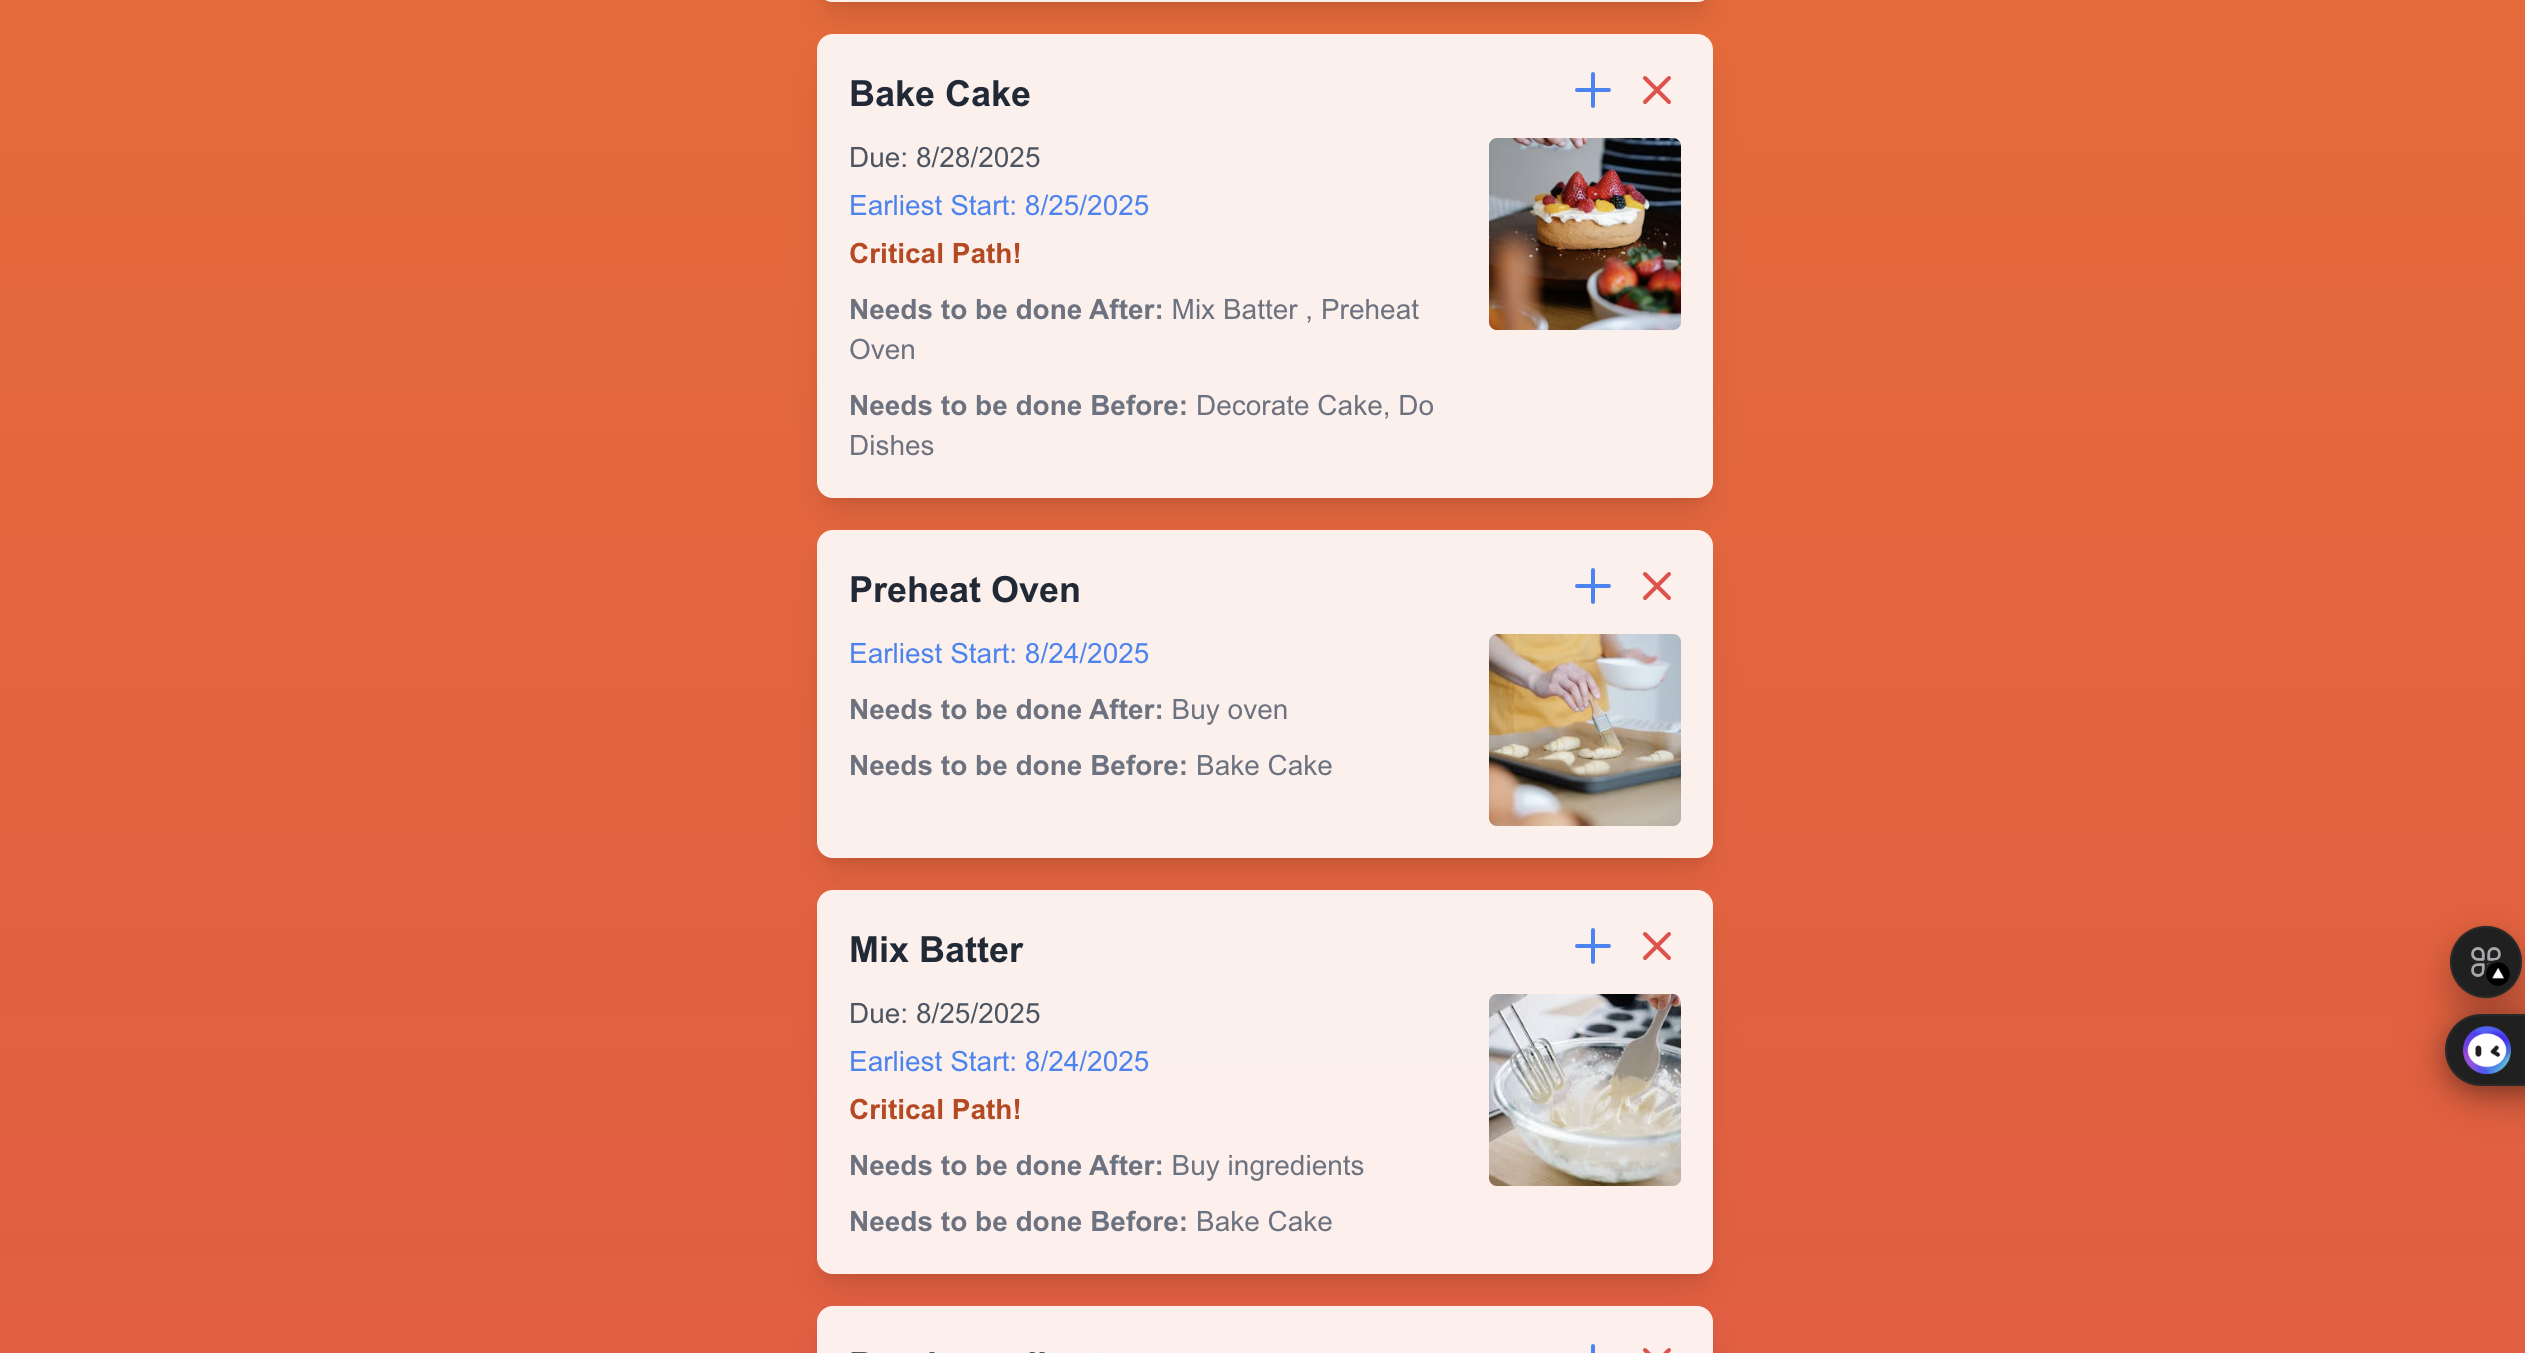 Bake Cake
Due: 8/28/2025
Earliest Start: 8/25/2025
Critical Path!
Needs to be done After: Mix Batter , Preheat
Oven
Needs to be done Before: Decorate Cake, Do
Dishes
Preheat Oven
Earliest Start: 8/24/2025
Needs to be done After: Buy oven
Needs to be done Before: Bake Cake
Mix Batter
Due: 8/25/2025
Earliest Start: 8/24/2025
Critical Path!
Needs to be done After: Buy ingredients
Needs to be done Before: Bake Cake